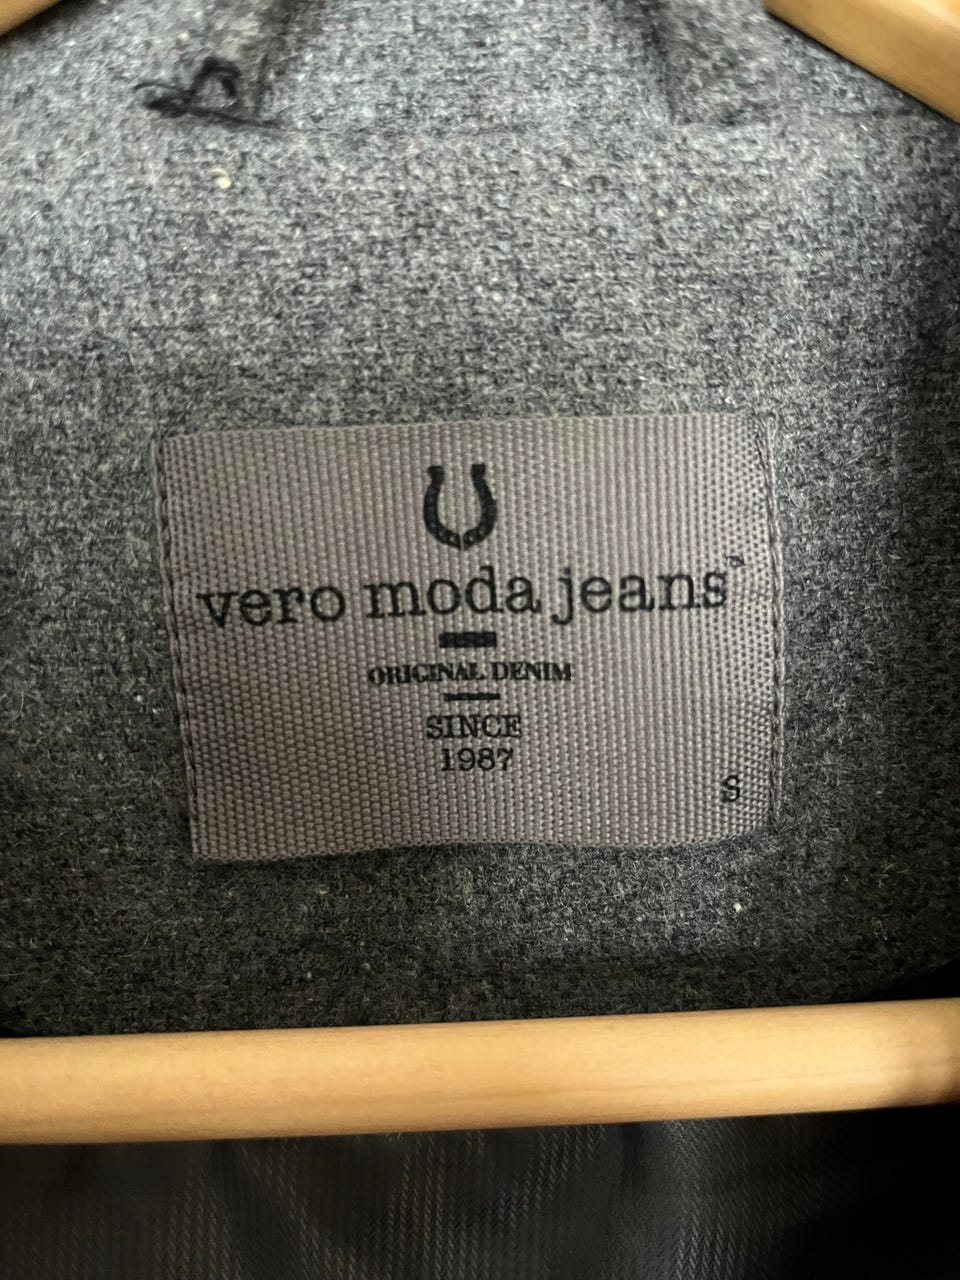 vero moda jeans™
ORIGINAL DENIM
SINCE
1987
S